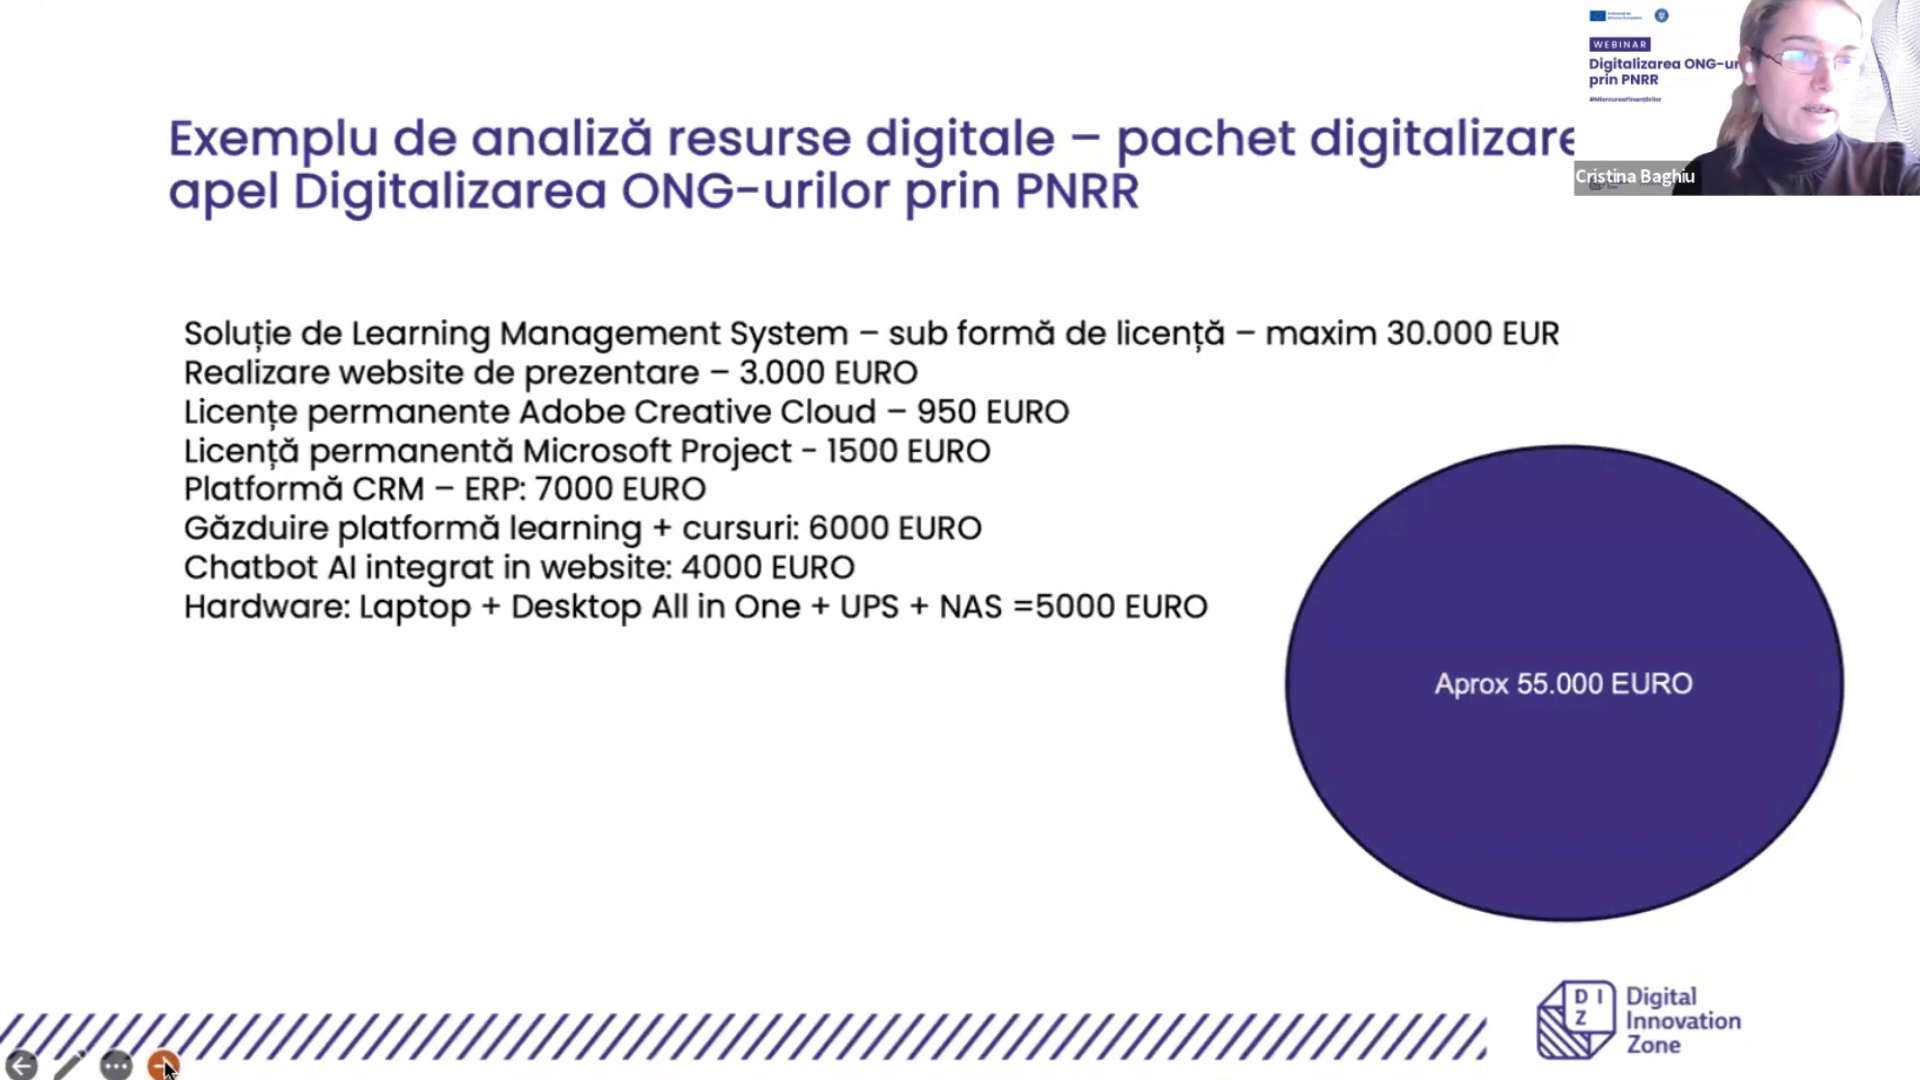 Exemplu de analiză resurse digitale – pachet digitalizare
apel Digitalizarea ONG-urilor prin PNRR
Soluție de Learning Management System – sub formă de licență – maxim 30.000 EUR
Realizare website de prezentare – 3.000 EURO
Licențe permanente Adobe Creative Cloud – 950 EURO
Licență permanentă Microsoft Project - 1500 EURO
Platformă CRM – ERP: 7000 EURO
Găzduire platformă learning + cursuri: 6000 EURO
Chatbot AI integrat in website: 4000 EURO
Hardware: Laptop + Desktop All in One + UPS + NAS =5000 EURO
Aprox 55.000 EURO
WEBINAR
Digitalizarea ONG-ur
prin PNRR
#MiercureaFinanțărilor
Cristina Baghiu
D I
Z
Digital
Innovation
Zone